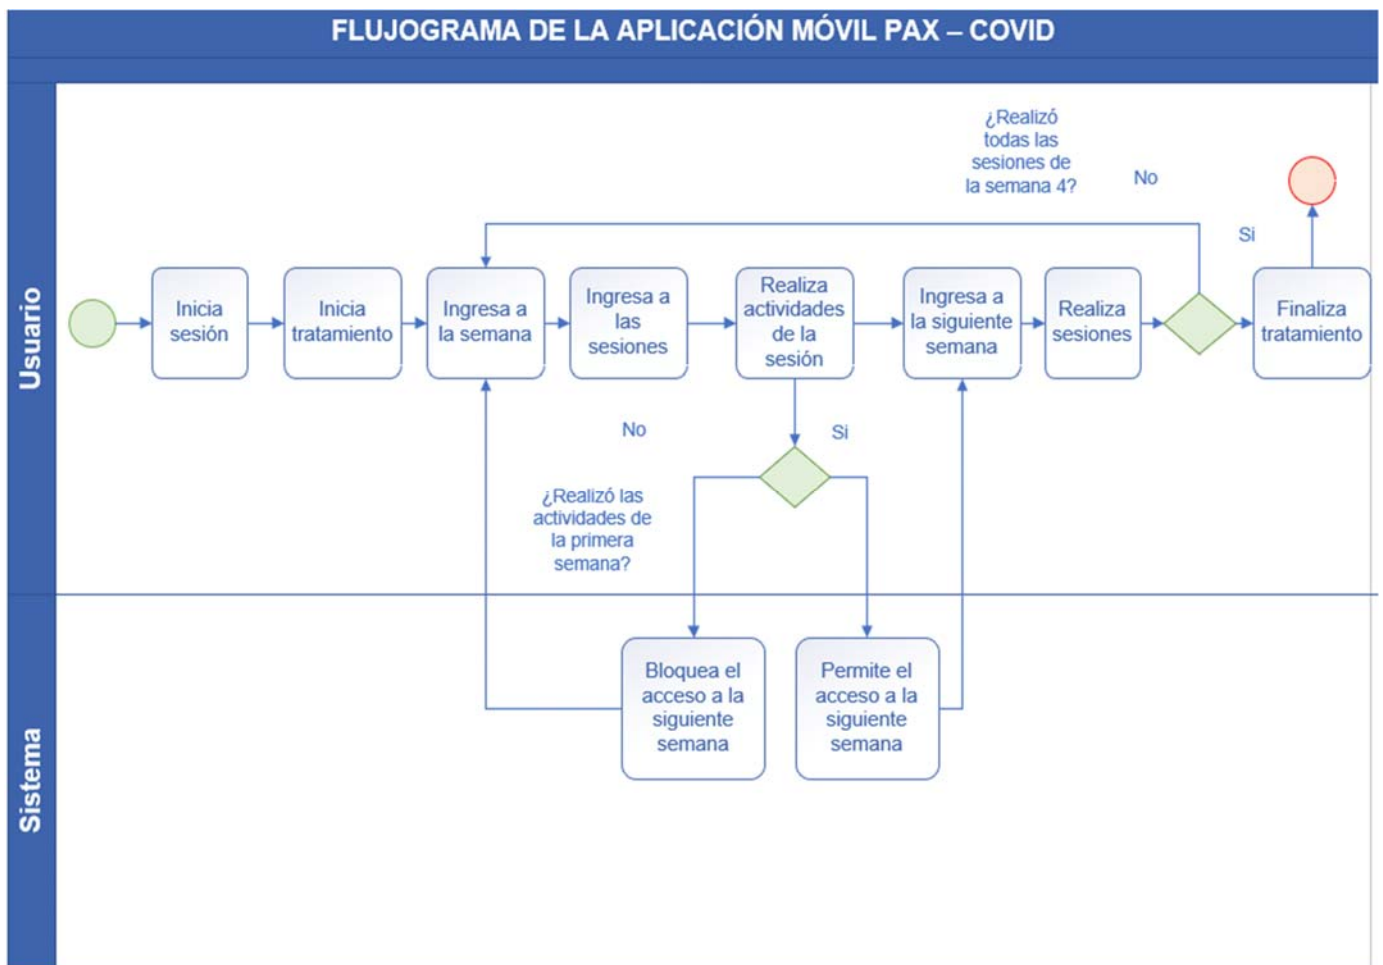 FLUJOGRAMA DE LA APLICACIÓN MÓVIL PAX – COVID
Usuario
¿Realizó
todas las
sesiones de
la semana 4?
No
Si
Inicia
sesión
Inicia
tratamiento
Ingresa a
la semana
Ingresa a
las
sesiones
Realiza
actividades
de la
sesión
Ingresa a
la siguiente
semana
Realiza
sesiones
Finaliza
tratamiento
No
Si
¿Realizó las
actividades de
la primera
semana?
Sistema
Bloquea el
acceso a la
siguiente
semana
Permite el
acceso a la
siguiente
semana